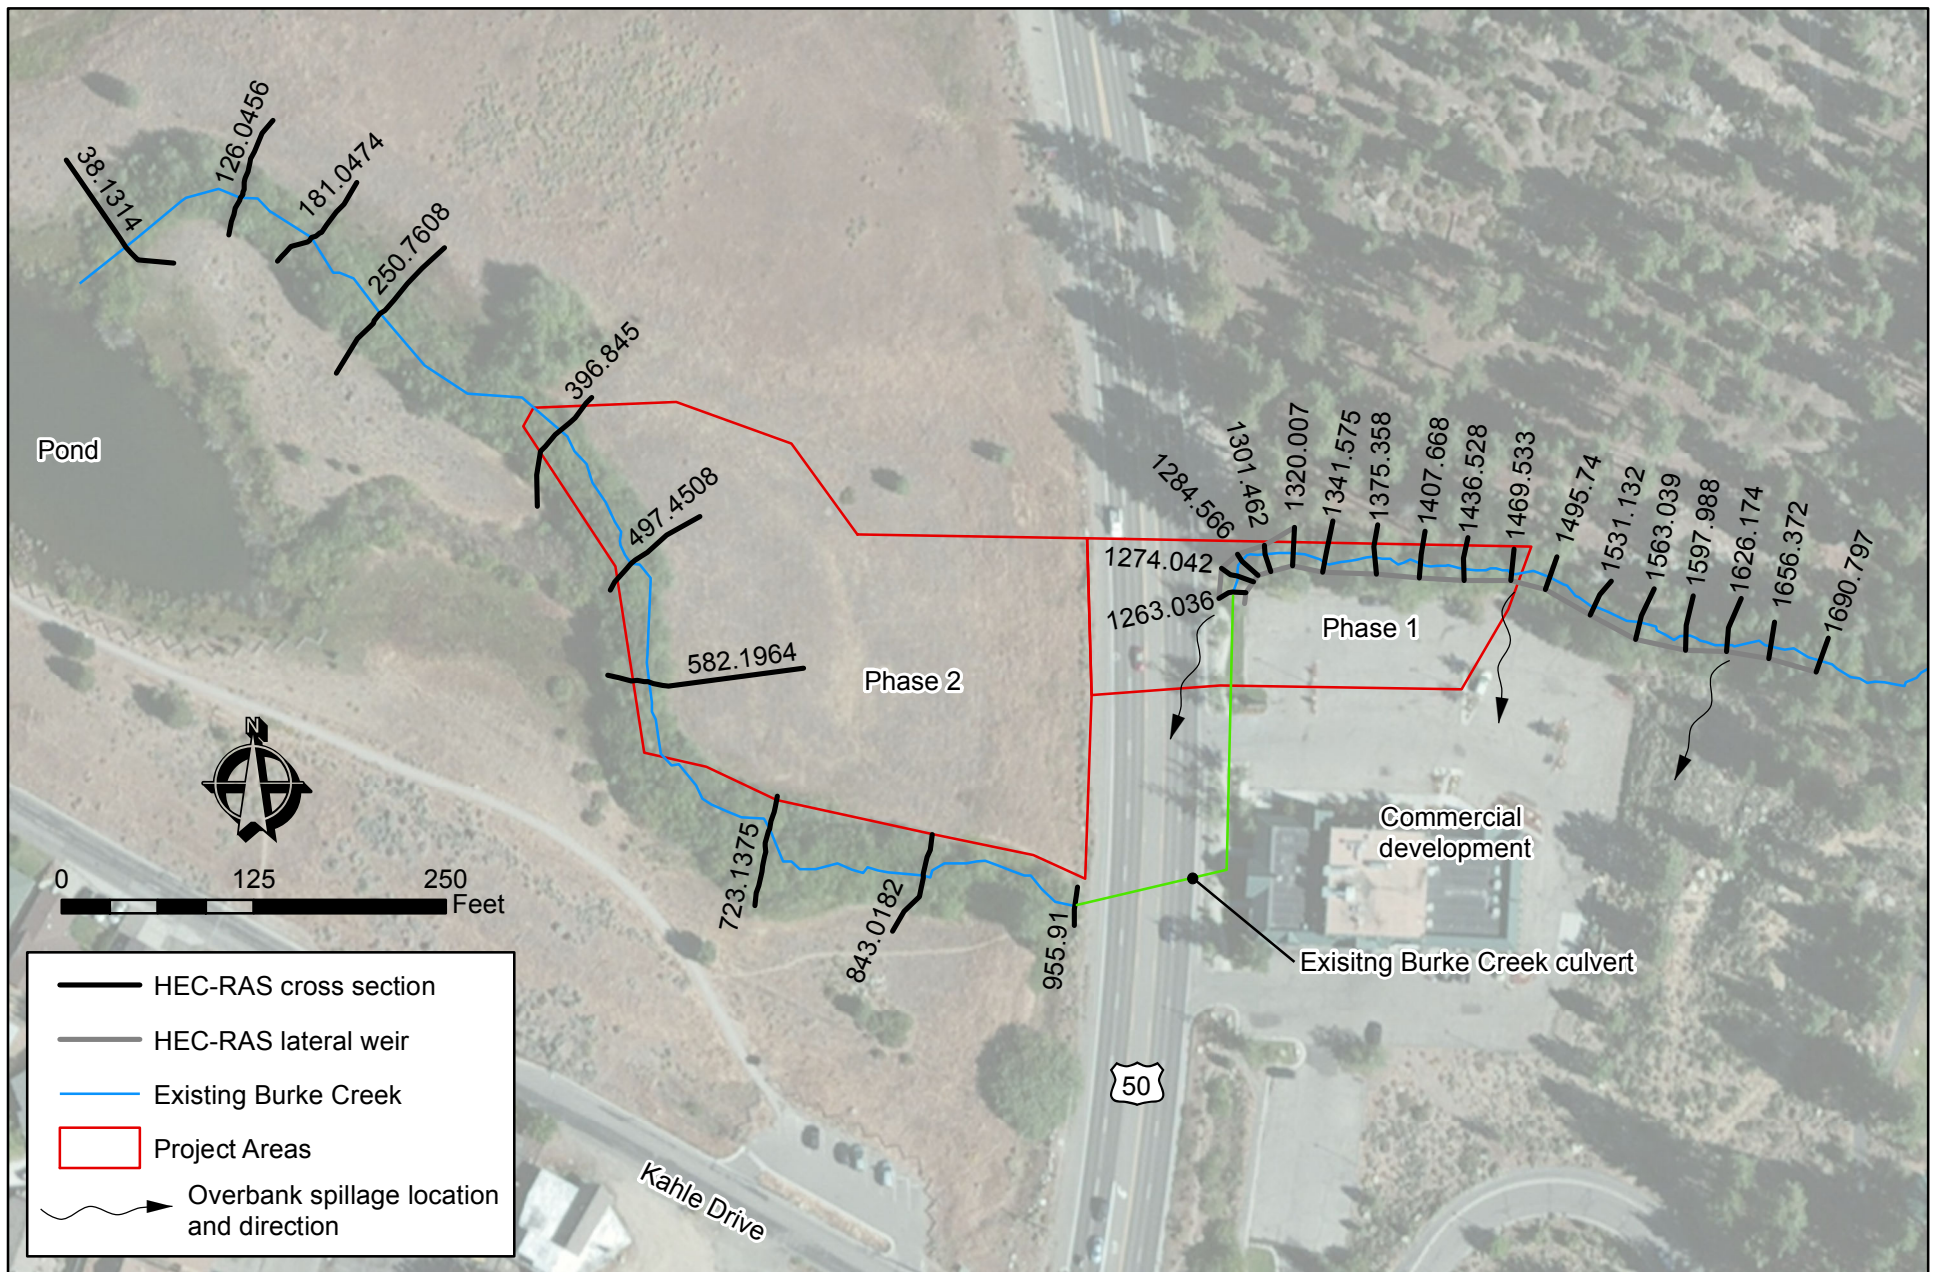 126.0456
38.1314
181.0474
250.7608
396.845
Pond
497.4508
582.1964
Phase 2
1263.036
1274.042
1284.566
1301.462
1320.007
1341.575
1375.358
1407.668
1436.528
1469.533
1495.74
1531.132
1563.039
1597.988
1626.174
1656.372
1690.797
Phase 1
N
723.1375
843.0182
955.91
Commercial
development
Exisitng Burke Creek culvert
0 125 250
Feet
HEC-RAS cross section
HEC-RAS lateral weir
Existing Burke Creek
Project Areas
Overbank spillage location
and direction
50
Kahle Drive